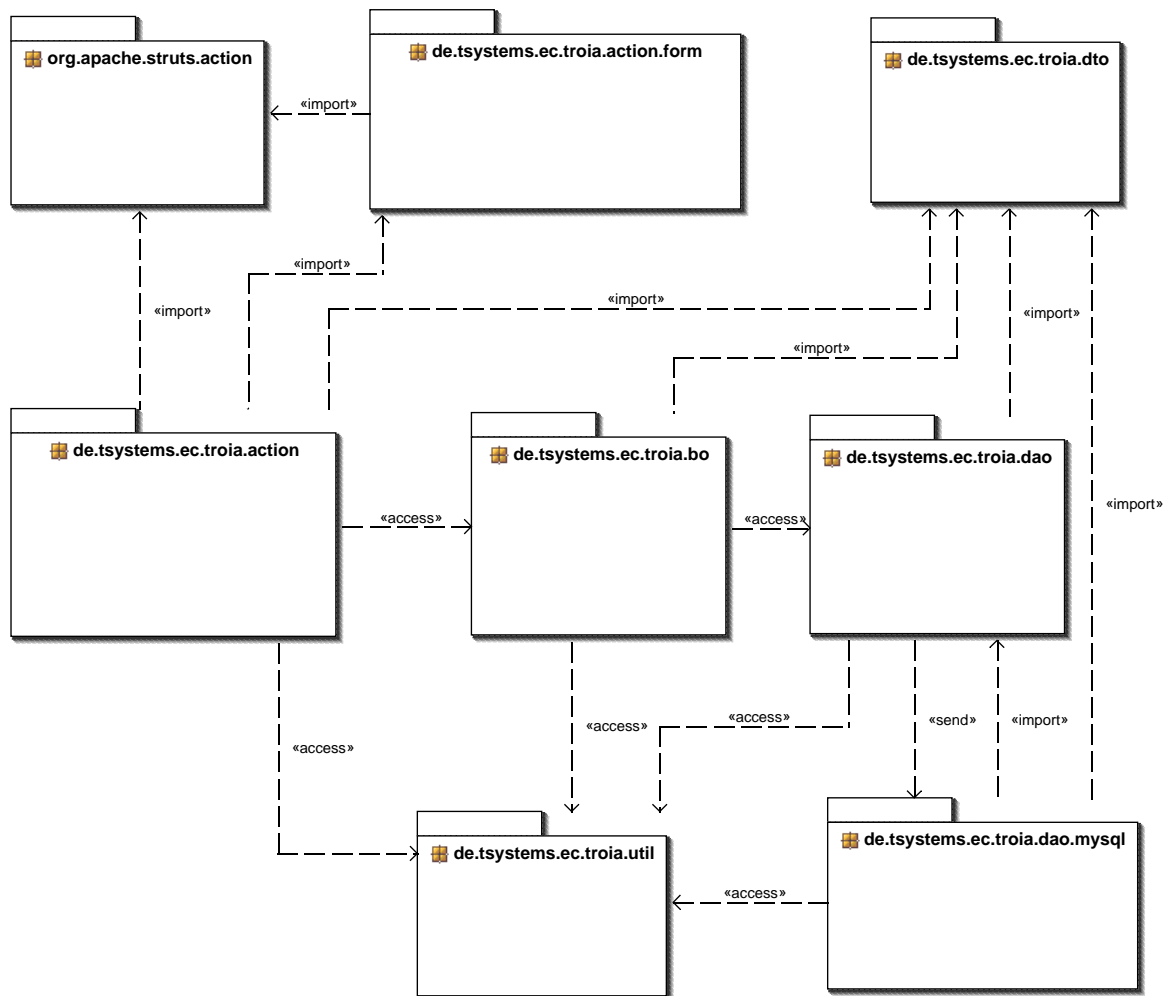 org.apache.struts.action
de.tsystems.ec.troia.action.form
de.tsystems.ec.troia.dto
«import»
«import»
«import»
«import»
«import»
«import»
de.tsystems.ec.troia.action
de.tsystems.ec.troia.bo
de.tsystems.ec.troia.dao
«import»
«access»
«access»
«access»
«access»
«access»
«send»
«import»
de.tsystems.ec.troia.util
de.tsystems.ec.troia.dao.mysql
«access»